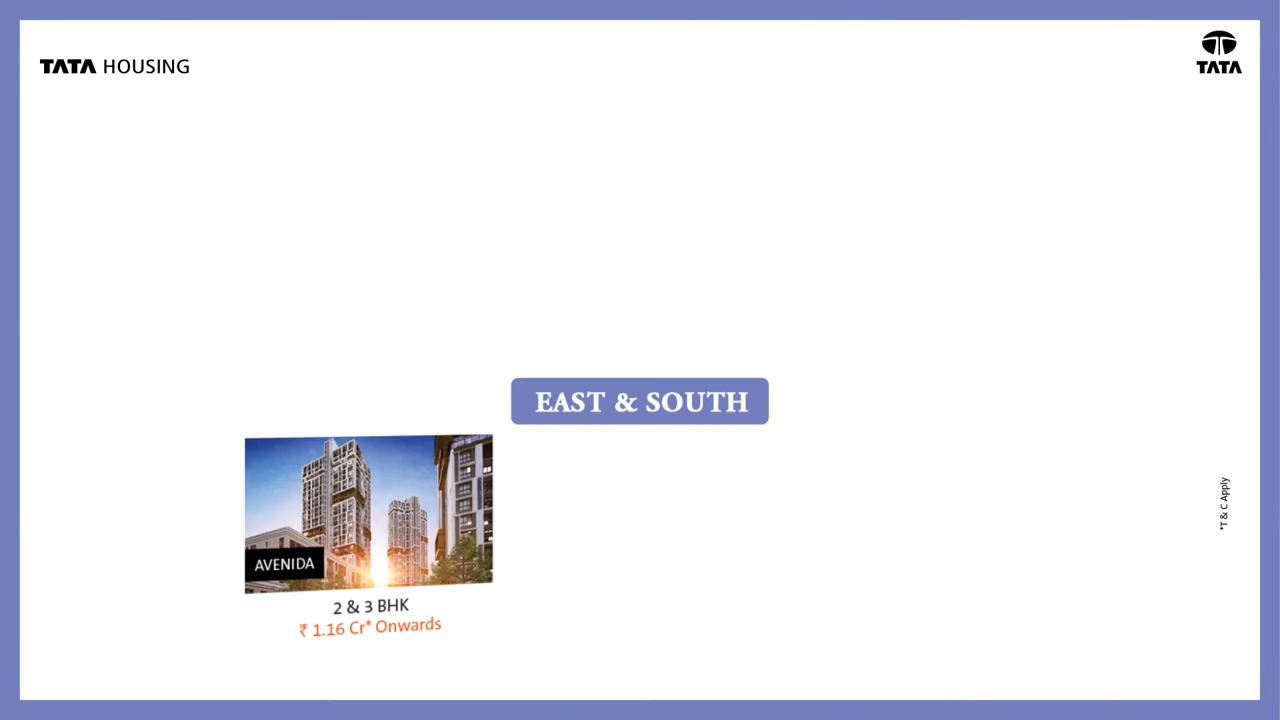 TATA HOUSING
TATA
EAST & SOUTH
AVENIDA
2 & 3 BHK
₹ 1.16 Cr* Onwards
*T & C Apply